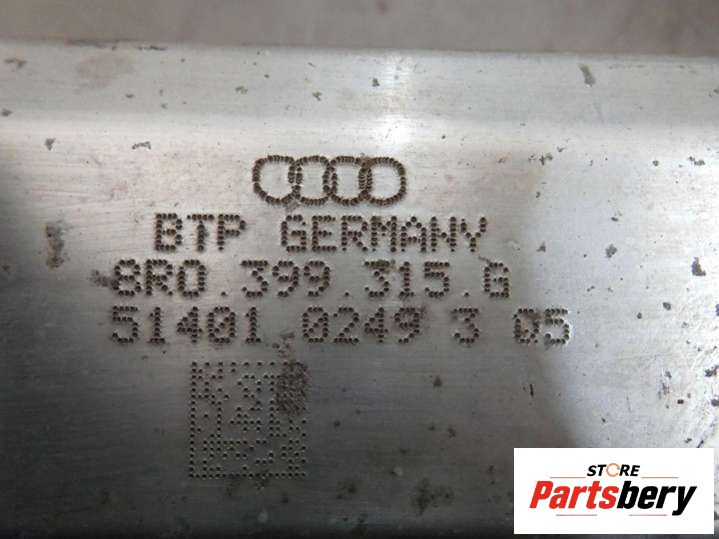 BTP GERMANY
8R0.399.315.G
51401 0249 3 05
STORE
Partsbery